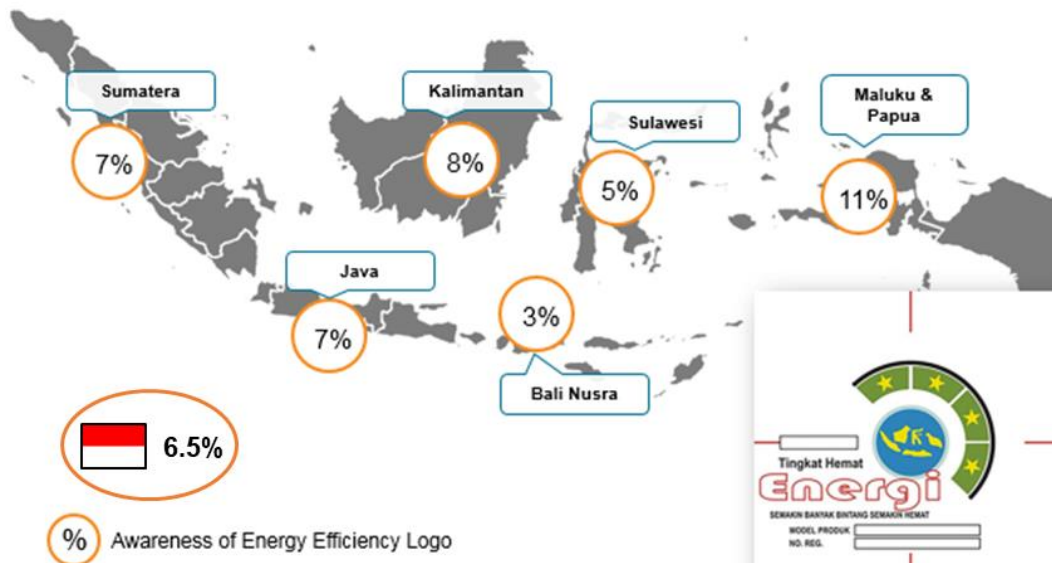 Sumatera
7%
Kalimantan
8%
Sulawesi
5%
Maluku &
Papua
11%
Java
7%
3%
Bali Nusra
6.5%
% Awareness of Energy Efficiency Logo
Tingkat Hemat
Energi
SEMAKIN BANYAK BINTANG SEMAKIN HEMAT
MODEL PRODUK
NO. REG.